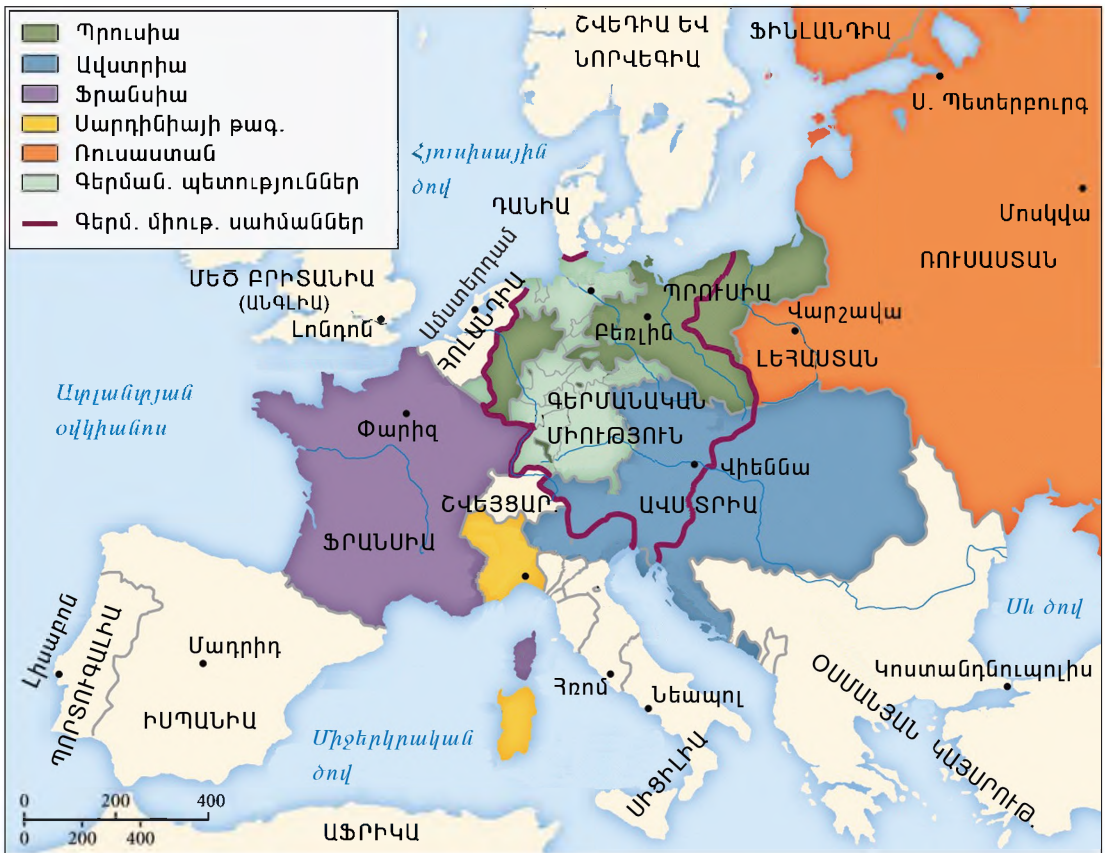 Պրուսիա
Ավստրիա
Ֆրանսիա
Սարդինիայի թագ.
Ռուսաստան
Գերման. պետություններ
Գերմ. միութ. սահմաններ
ՇՎԵԴԻԱ ԵՎ
ՆՈՐՎԵԳԻԱ
ՖԻՆԼԱՆԴԻԱ
Ս. Պետերբուրգ
Մոսկվա
ՌՈՒՍԱՍՏԱՆ
Հյուսիսային
ծով
ԴԱՆԻԱ
ՄԵԾ ԲՐԻՏԱՆԻԱ
(ԱՆԳԼԻԱ)
Լոնդոն
Ամստերդամ
ՀՈԼԱՆԴԻԱ
ՊՐՈՒՍԻԱ
Բեռլին
Վարշավա
ԼԵՀԱՍՏԱՆ
Ատլանտյան
օվկիանոս
Փարիզ
ԳԵՐՄԱՆԱԿԱՆ
ՄԻՈՒԹՅՈՒՆ
Վիեննա
ԱՎՍՏՐԻԱ
ՇՎԵՅՑԱՐ.
ՖՐԱՆՍԻԱ
Լիսաբոն
ՊՈՐՏՈՒԳԱԼԻԱ
Մադրիդ
ԻՍՊԱՆԻԱ
Սև ծով
Կոստանդնուպոլիս
ՕՍՄԱՆՅԱՆ ԿԱՅՍՐՈՒԹ.
Հռոմ
Նեապոլ
Միջերկրական
ծով
ՍԻՑԻԼԻԱ
ԱՖՐԻԿԱ
0 200 400
0 200 400